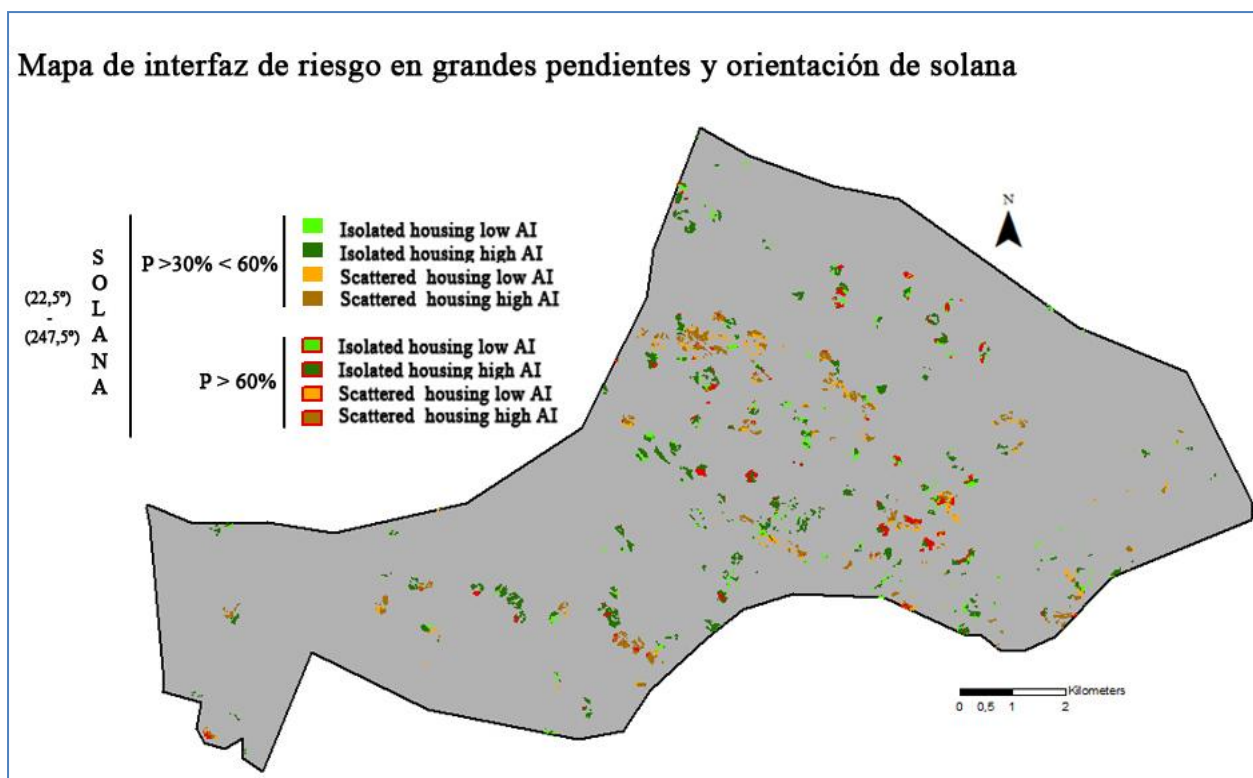 Mapa de interfaz de riesgo en grandes pendientes y orientación de solana
N
(22,5º)
-
(247,5º)
S
O
L
A
N
A
P >30% < 60%
Isolated housing low AI
Isolated housing high AI
Scattered housing low AI
Scattered housing high AI
P > 60%
Isolated housing low AI
Isolated housing high AI
Scattered housing low AI
Scattered housing high AI
Kilometers
0 0,5 1 2